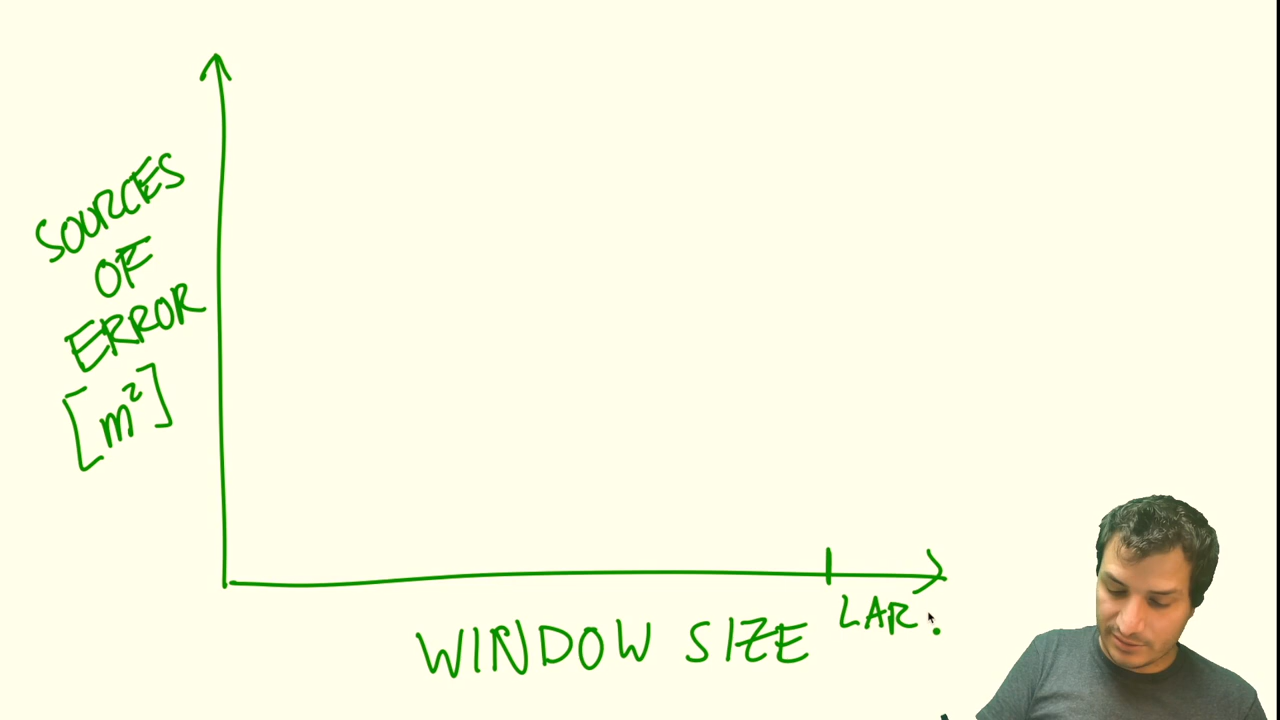 SOURCES
OF
ERROR
[m²]
WINDOW SIZE
LAR